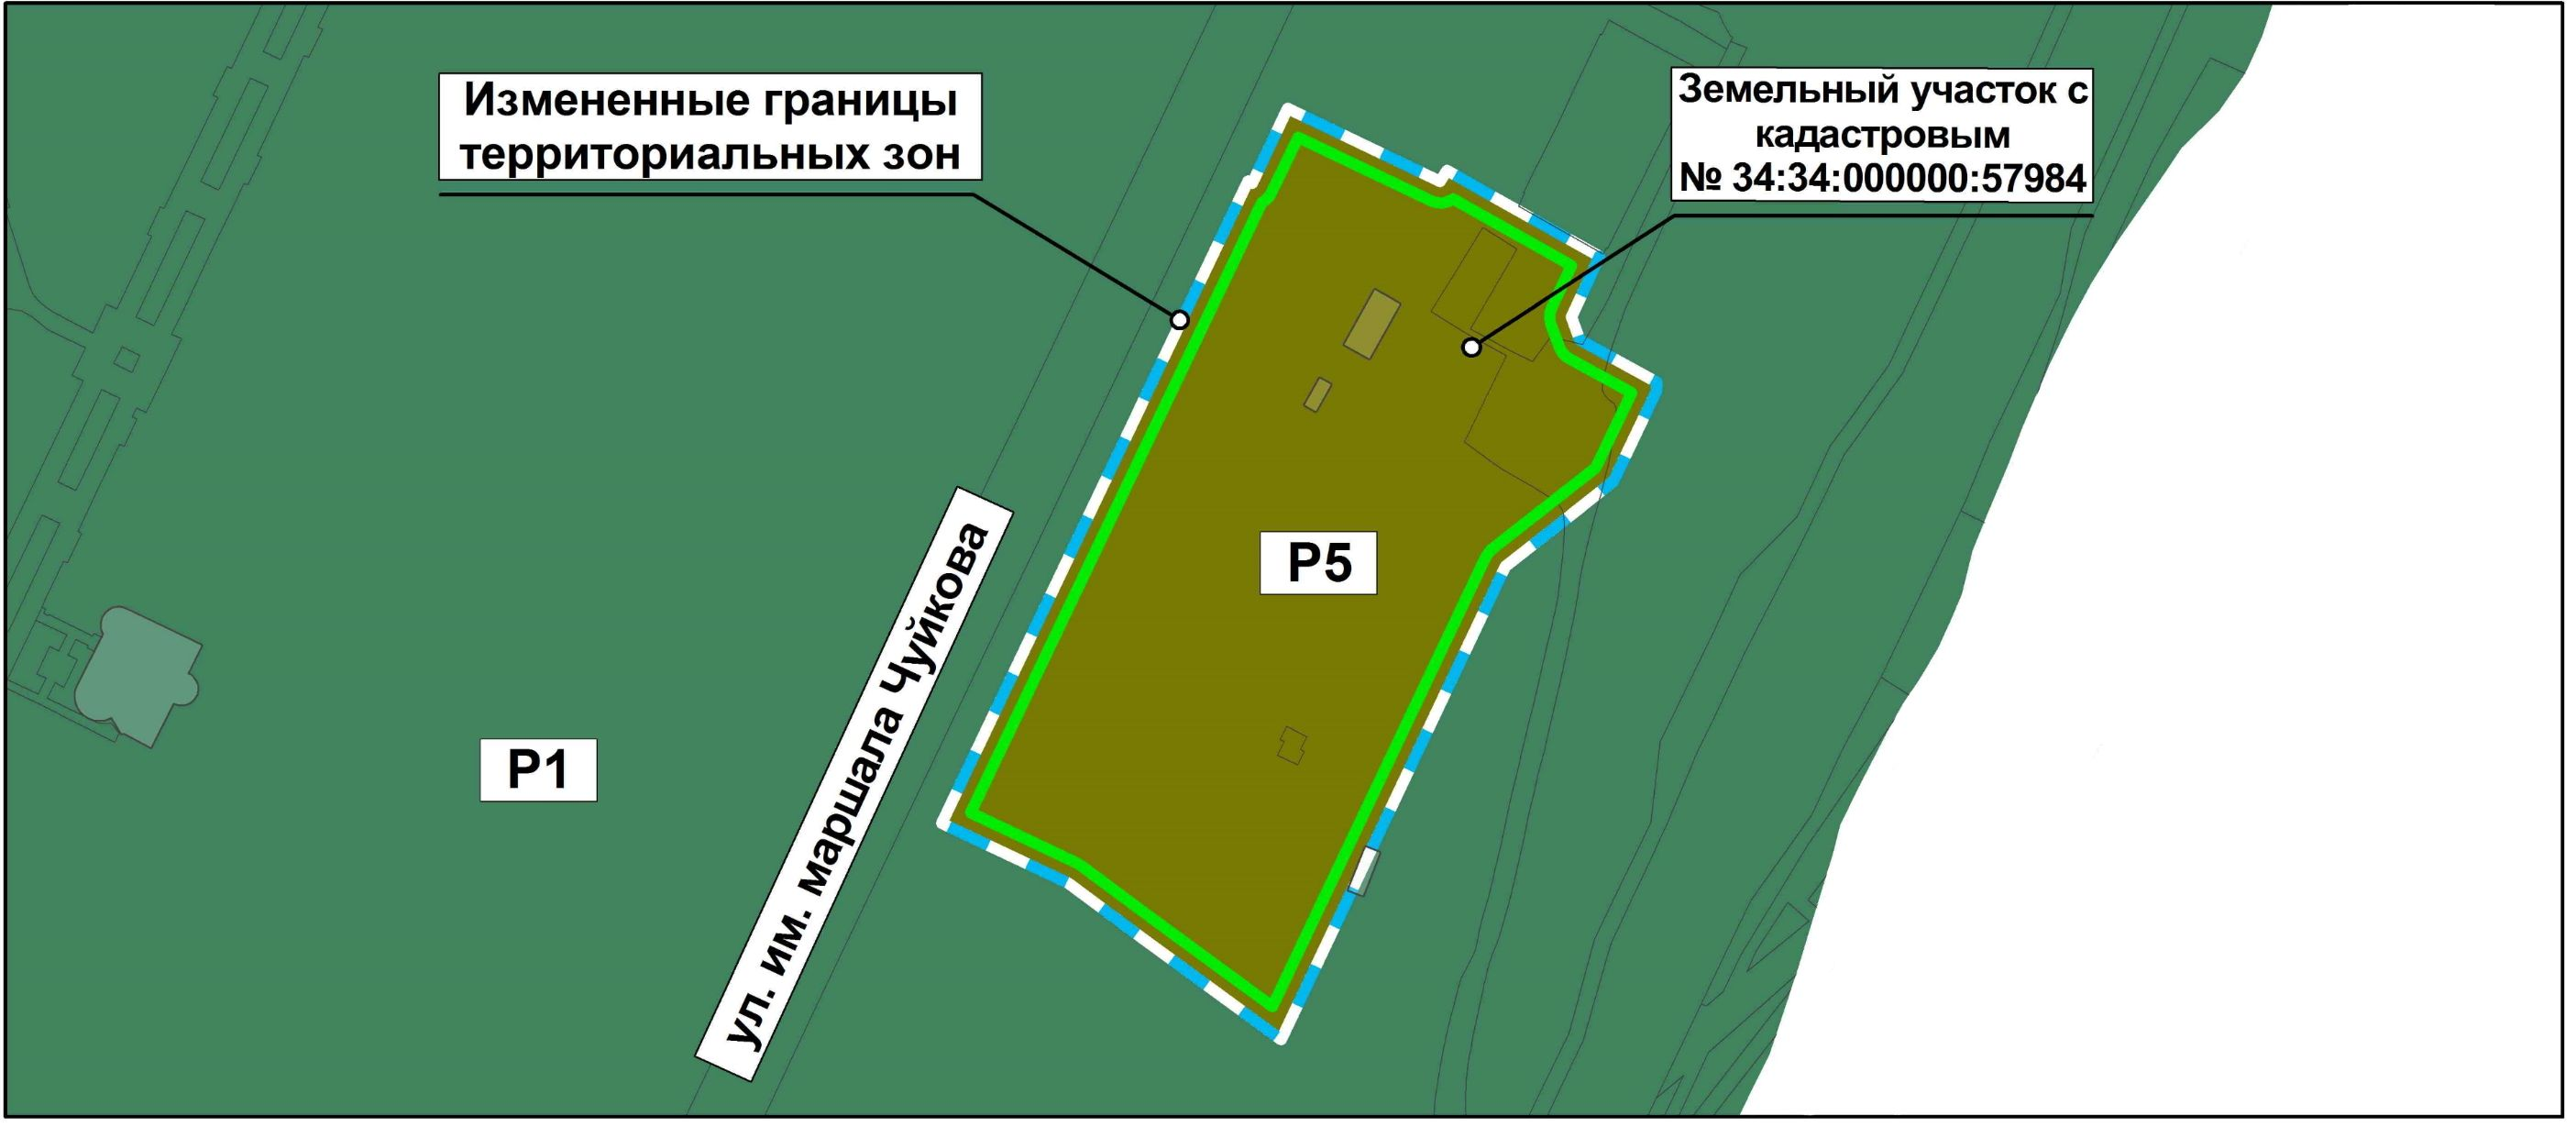 Измененные границы
территориальных зон
Земельный участок с
кадастровым
№ 34:34:000000:57984
ул. им. маршала Чуйкова
Р5
Р1